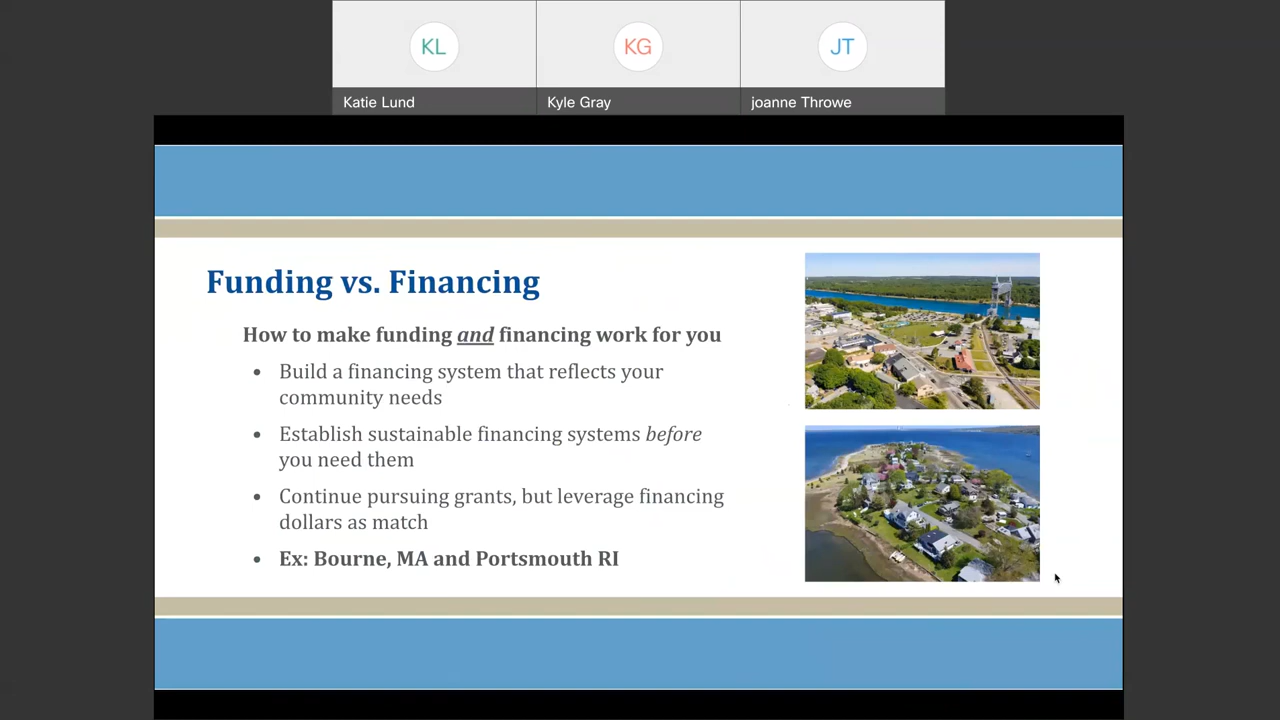 KL
KG
JT
Katie Lund
Kyle Gray
joanne Throwe
Funding vs. Financing
How to make funding and financing work for you
• Build a financing system that reflects your
community needs
• Establish sustainable financing systems before
you need them
• Continue pursuing grants, but leverage financing
dollars as match
• Ex: Bourne, MA and Portsmouth RI